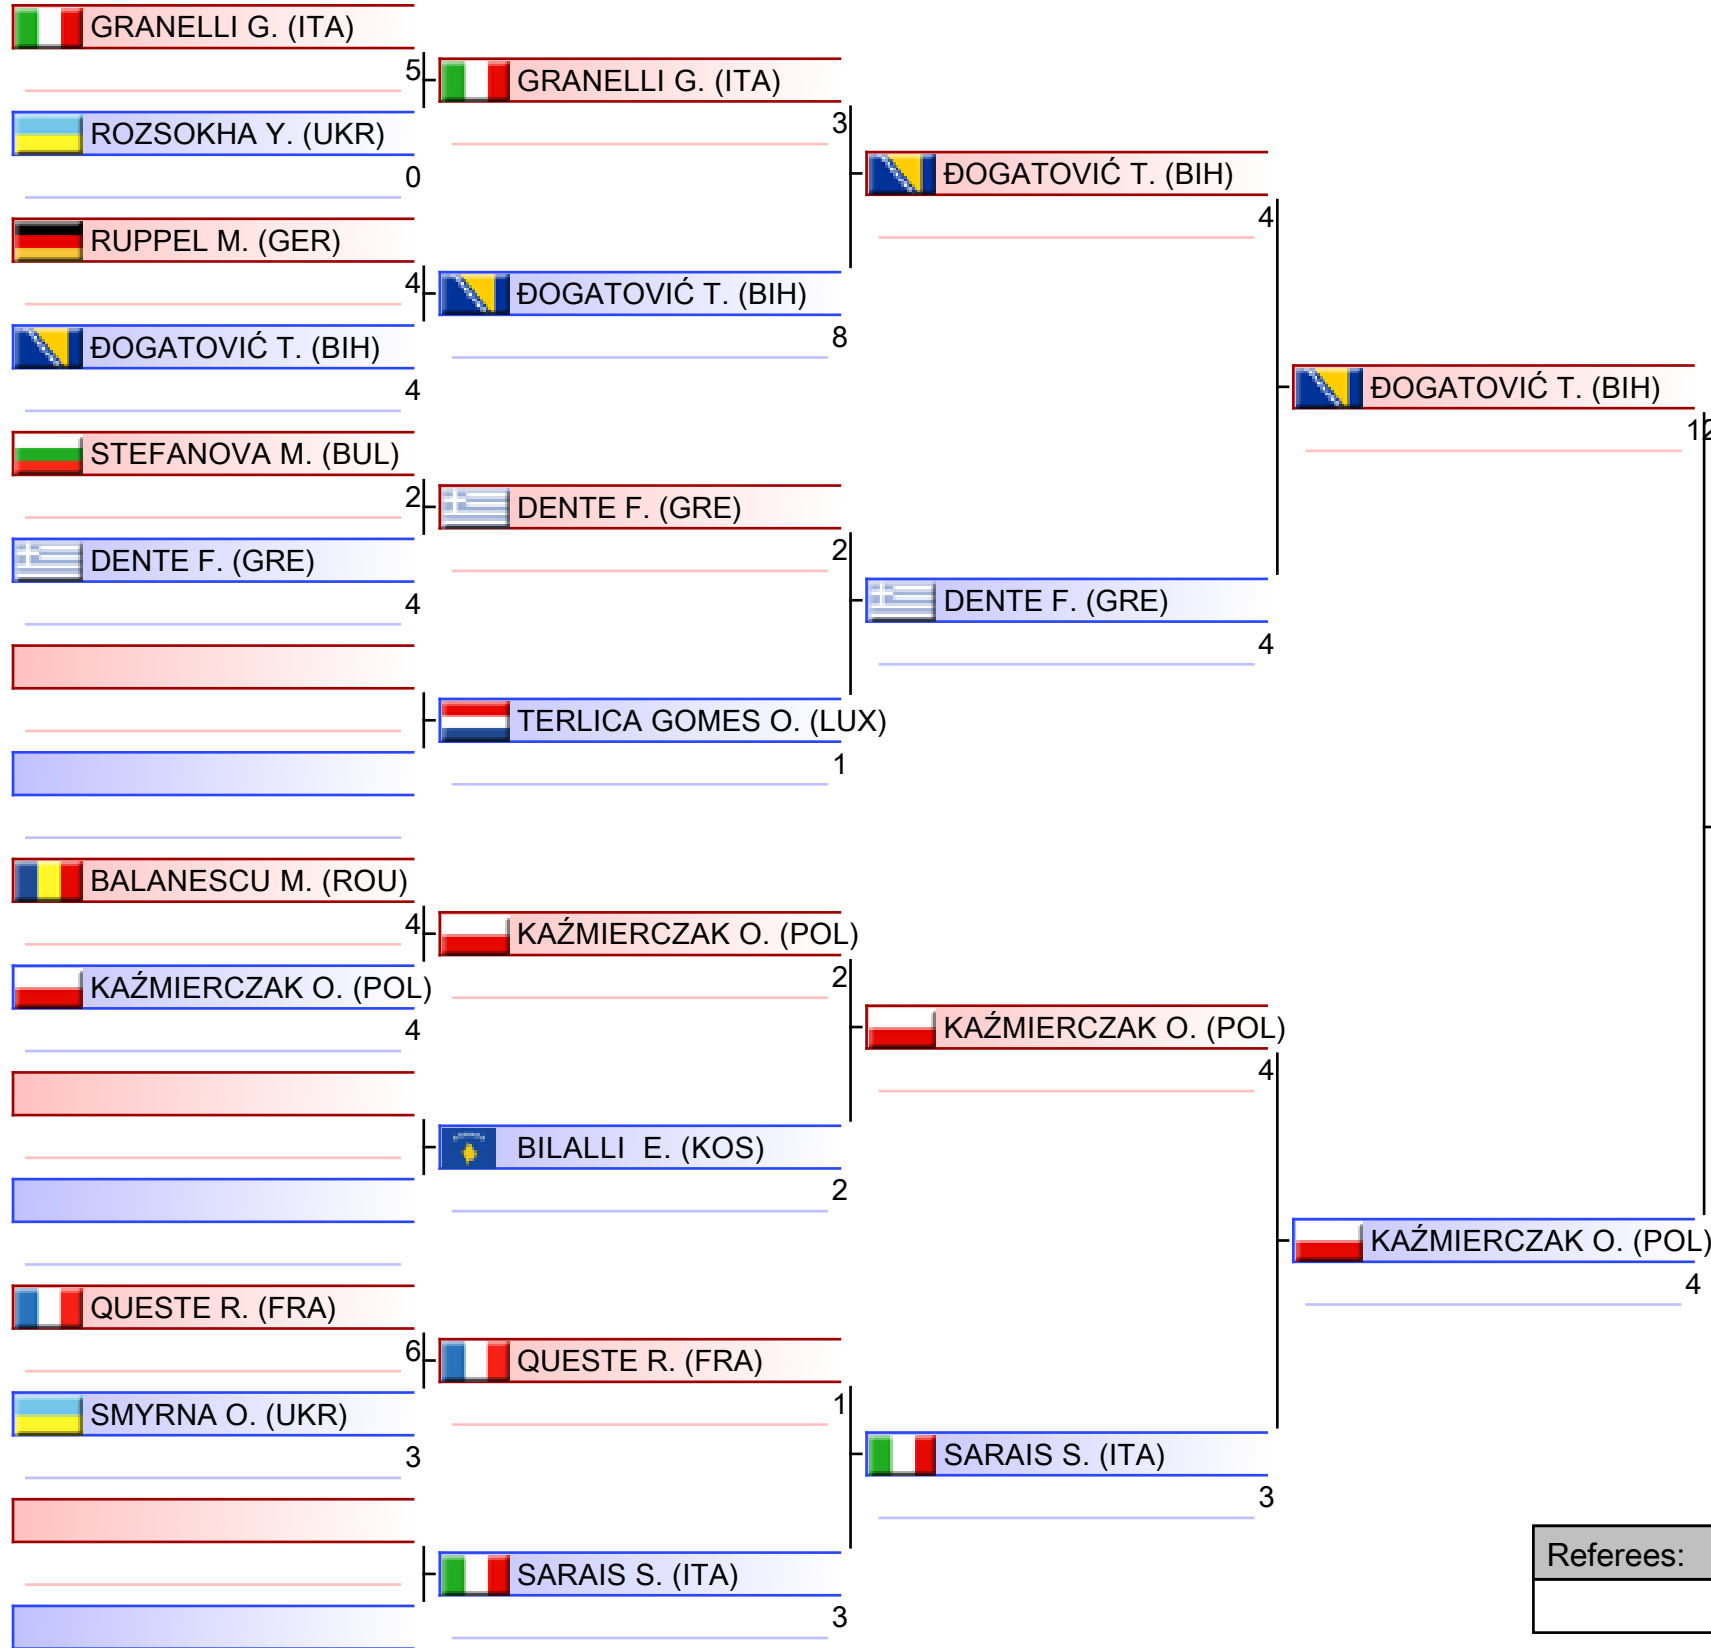 GRANELLI G. (ITA)
5
ROZSOKHA Y. (UKR)
0
RUPPEL M. (GER)
4
ĐOGATOVIĆ T. (BIH)
4
STEFANOVA M. (BUL)
2
DENTE F. (GRE)
4
BALANESCU M. (ROU)
4
KAŹMIERCZAK O. (POL)
4
QUESTE R. (FRA)
6
SMYRNA O. (UKR)
3
GRANELLI G. (ITA)
3
ĐOGATOVIĆ T. (BIH)
8
DENTE F. (GRE)
2
TERLICA GOMES O. (LUX)
1
KAŹMIERCZAK O. (POL)
2
BILALLI E. (KOS)
2
QUESTE R. (FRA)
1
SARAIS S. (ITA)
3
ĐOGATOVIĆ T. (BIH)
4
DENTE F. (GRE)
4
KAŹMIERCZAK O. (POL)
4
SARAIS S. (ITA)
3
ĐOGATOVIĆ T. (BIH)
12
KAŹMIERCZAK O. (POL)
4
Referees: